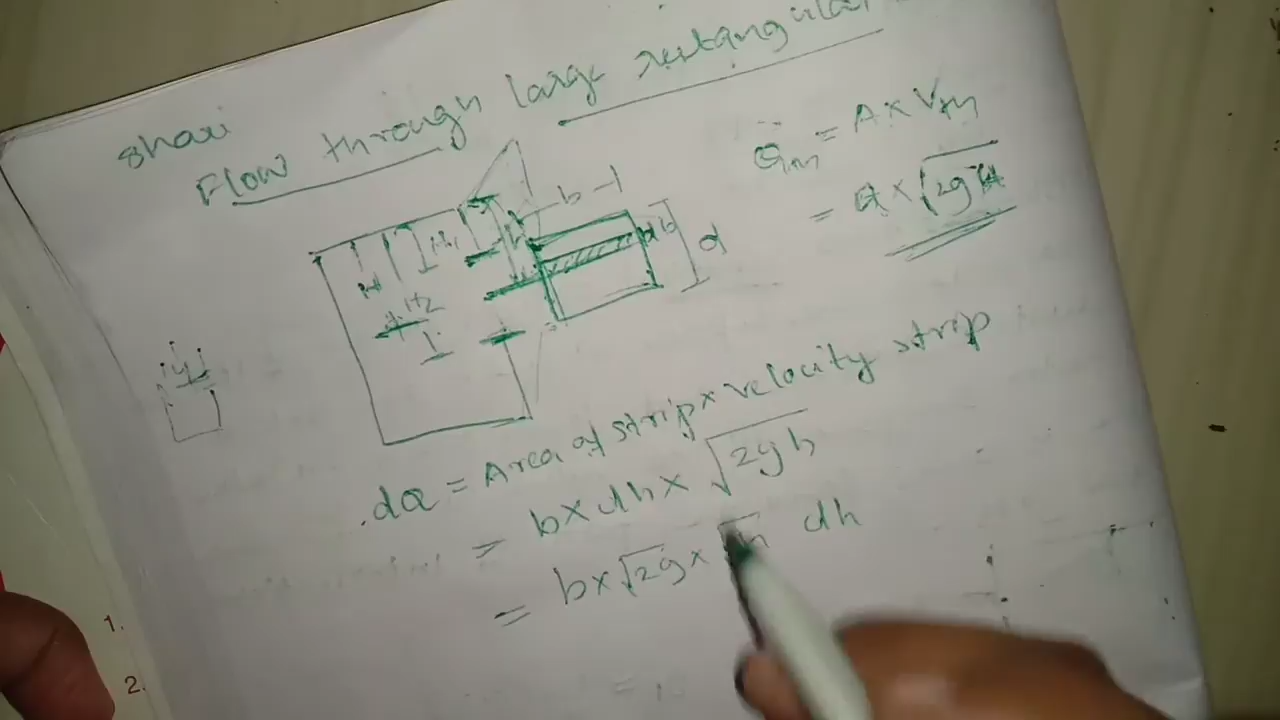 Flow through large rectangular
shari
Qth = A × Vth
= a × √2gH
b
H
H1
h
d
H2
dQ = Area of strip × velocity strip
= b × dh × √2gh
= b × √2g × √h dh
1.
2.